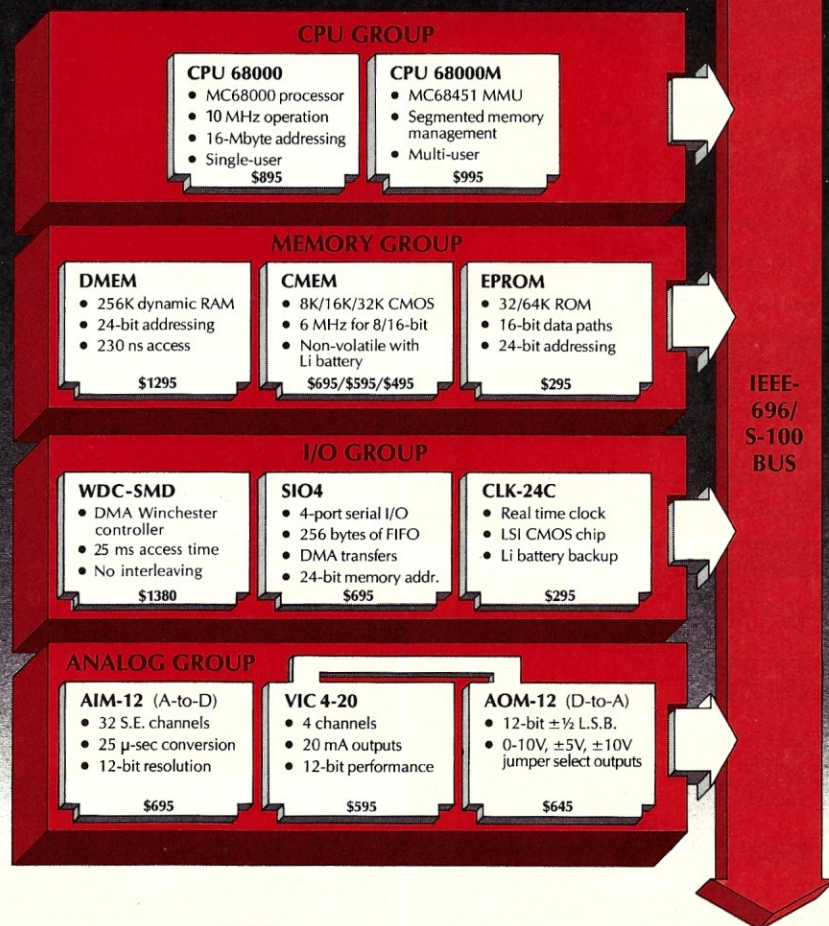 CPU GROUP
CPU 68000
• MC68000 processor
• 10 MHz operation
• 16-Mbyte addressing
• Single-user
$895
CPU 68000M
• MC68451 MMU
• Segmented memory
management
• Multi-user
$995
MEMORY GROUP
DMEM
• 256K dynamic RAM
• 24-bit addressing
• 230 ns access
$1295
CMEM
• 8K/16K/32K CMOS
• 6 MHz for 8/16-bit
• Non-volatile with
Li battery
$695/$595/$495
EPROM
• 32/64K ROM
• 16-bit data paths
• 24-bit addressing
$295
I/O GROUP
WDC-SMD
• DMA Winchester
controller
• 25 ms access time
• No interleaving
$1380
SIO4
• 4-port serial I/O
• 256 bytes of FIFO
• DMA transfers
• 24-bit memory addr.
$695
CLK-24C
• Real time clock
• LSI CMOS chip
• Li battery backup
$295
ANALOG GROUP
AIM-12 (A-to-D)
• 32 S.E. channels
• 25 μ-sec conversion
• 12-bit resolution
$695
VIC 4-20
• 4 channels
• 20 mA outputs
• 12-bit performance
$595
AOM-12 (D-to-A)
• 12-bit ±½ L.S.B.
• 0-10V, ±5V, ±10V
jumper select outputs
$645
IEEE-
696/
S-100
BUS